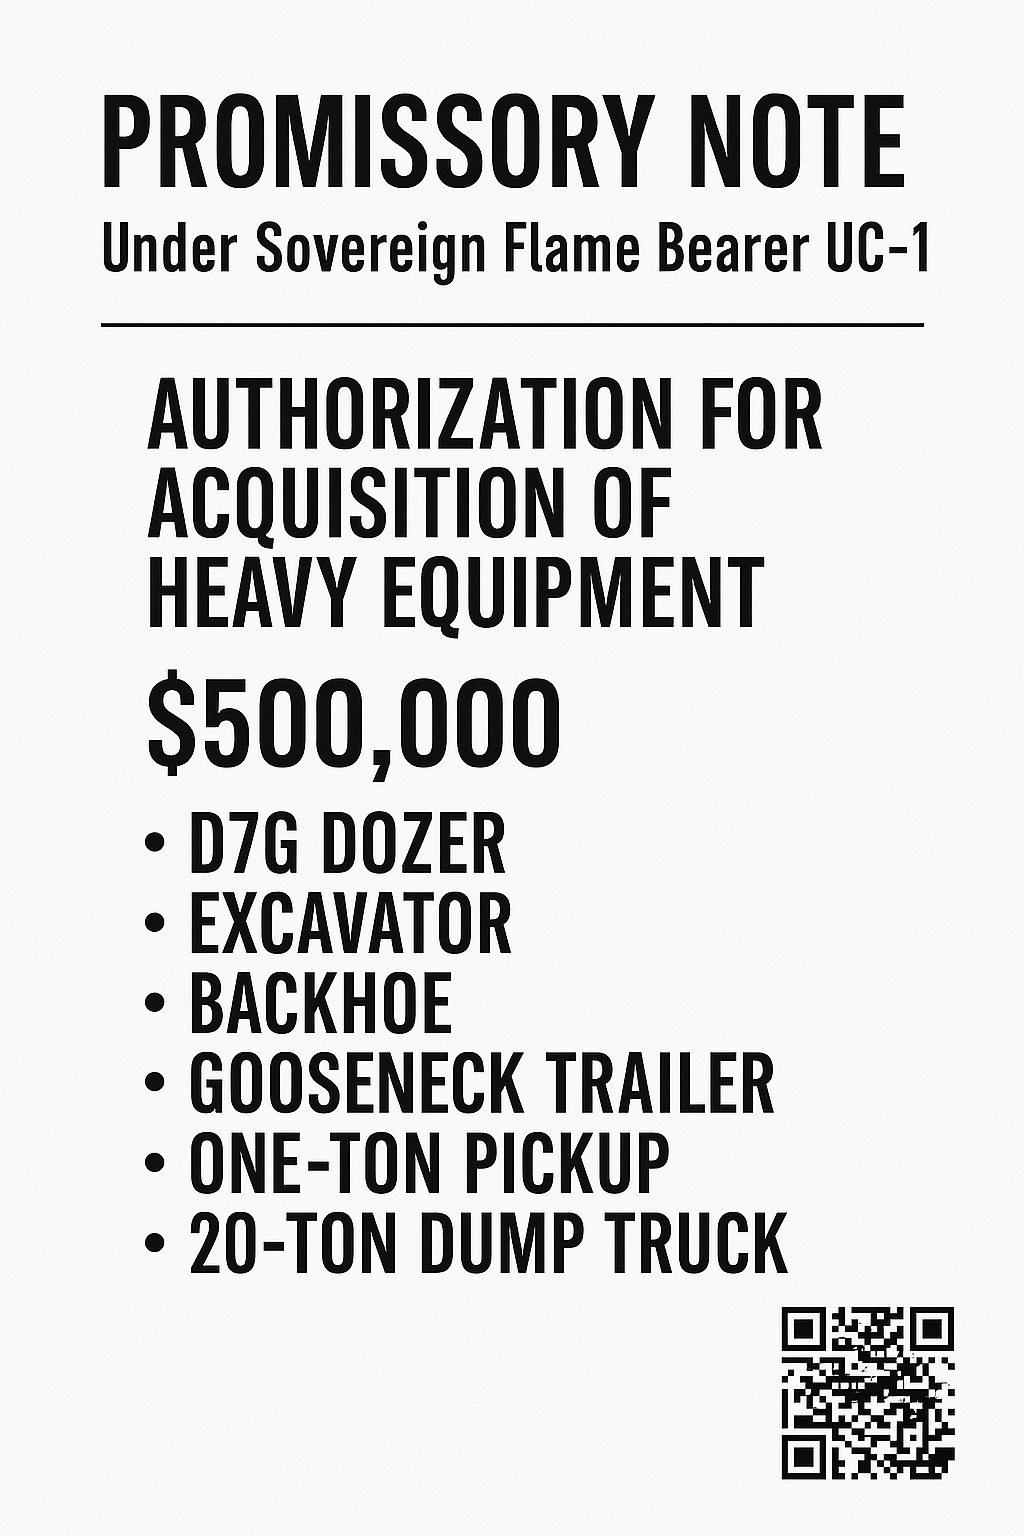 PROMISSORY NOTE
Under Sovereign Flame Bearer UC-1
AUTHORIZATION FOR
ACQUISITION OF
HEAVY EQUIPMENT
$500,000
• D7G DOZER
• EXCAVATOR
• BACKHOE
• GOOSENECK TRAILER
• ONE-TON PICKUP
• 20-TON DUMP TRUCK